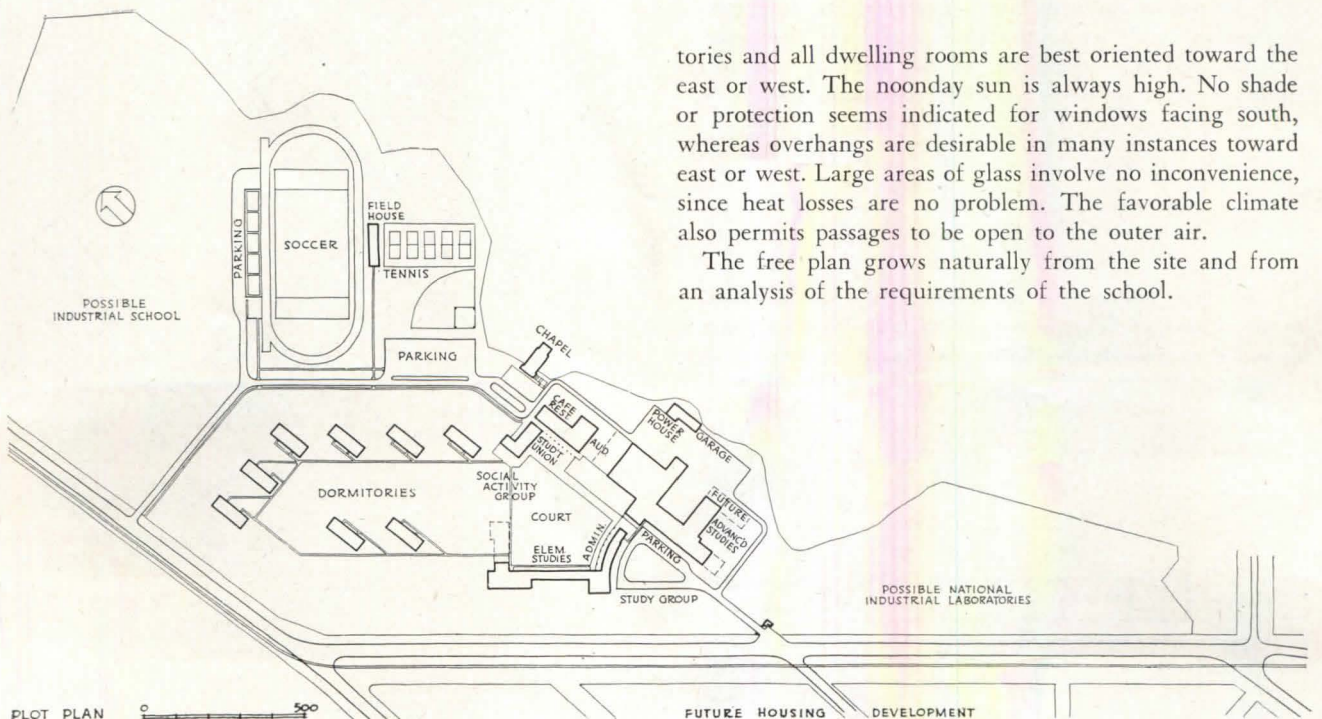 tories and all dwelling rooms are best oriented toward the
east or west. The noonday sun is always high. No shade
or protection seems indicated for windows facing south,
whereas overhangs are desirable in many instances toward
east or west. Large areas of glass involve no inconvenience,
since heat losses are no problem. The favorable climate
also permits passages to be open to the outer air.
The free plan grows naturally from the site and from
an analysis of the requirements of the school.
POSSIBLE
INDUSTRIAL SCHOOL
PARKING
SOCCER
FIELD
HOUSE
TENNIS
PARKING
CHAPEL
CAFE
REST.
STUD'T
UNION
AUD.
POWER
HOUSE
GARAGE
SOCIAL
ACTIVITY
GROUP
DORMITORIES
COURT
ELEM
STUDIES
ADMIN.
PARKING
FUTURE
ADVANC'D
STUDIES
STUDY GROUP
POSSIBLE NATIONAL
INDUSTRIAL LABORATORIES
PLOT PLAN 0 500
FUTURE HOUSING DEVELOPMENT